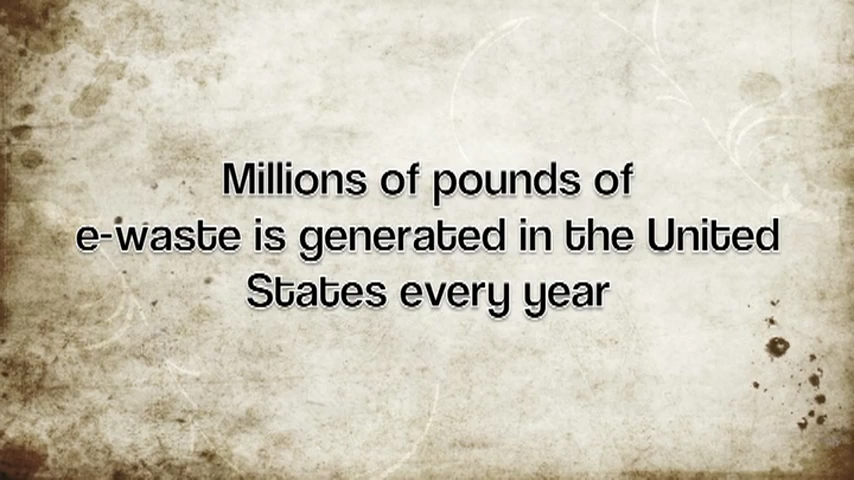 Millions of pounds of
e-waste is generated in the United
States every year